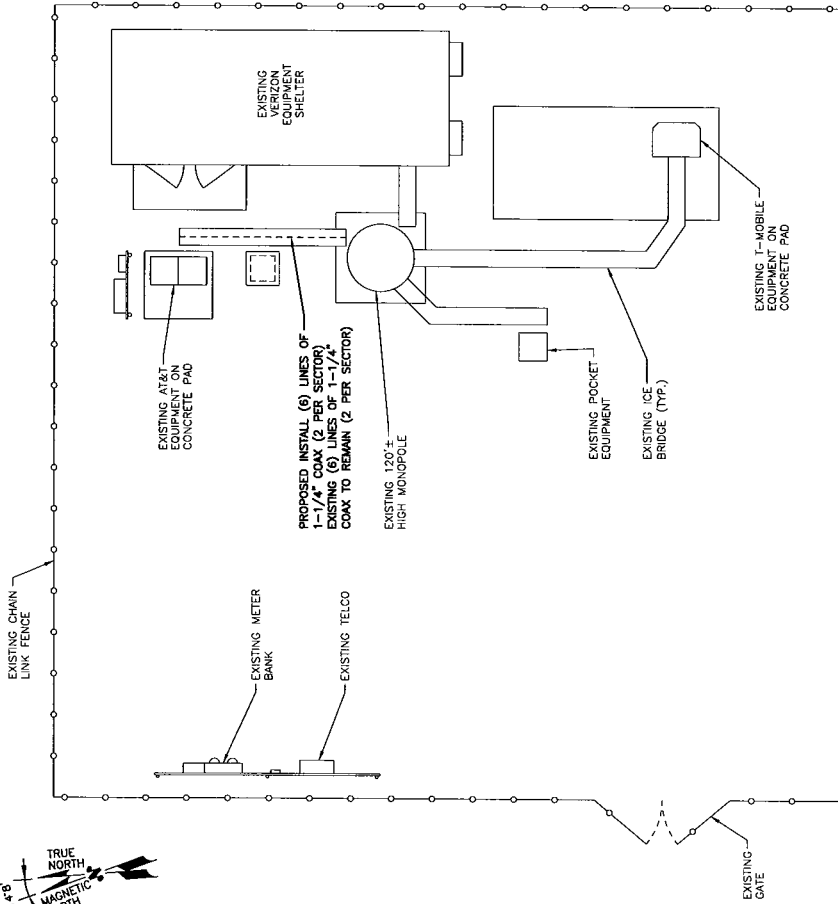 EXISTING CHAIN
LINK FENCE
EXISTING
VERIZON
EQUIPMENT
SHELTER
EXISTING AT&T
EQUIPMENT ON
CONCRETE PAD
PROPOSED INSTALL (6) LINES OF
1-1/4" COAX (2 PER SECTOR)
EXISTING (6) LINES OF 1-1/4"
COAX TO REMAIN (2 PER SECTOR)
EXISTING 120'±
HIGH MONOPOLE
EXISTING POCKET
EQUIPMENT
EXISTING ICE
BRIDGE (TYP.)
EXISTING T-MOBILE
EQUIPMENT ON
CONCRETE PAD
EXISTING METER
BANK
EXISTING TELCO
EXISTING
GATE
TRUE
NORTH
MAGNETIC